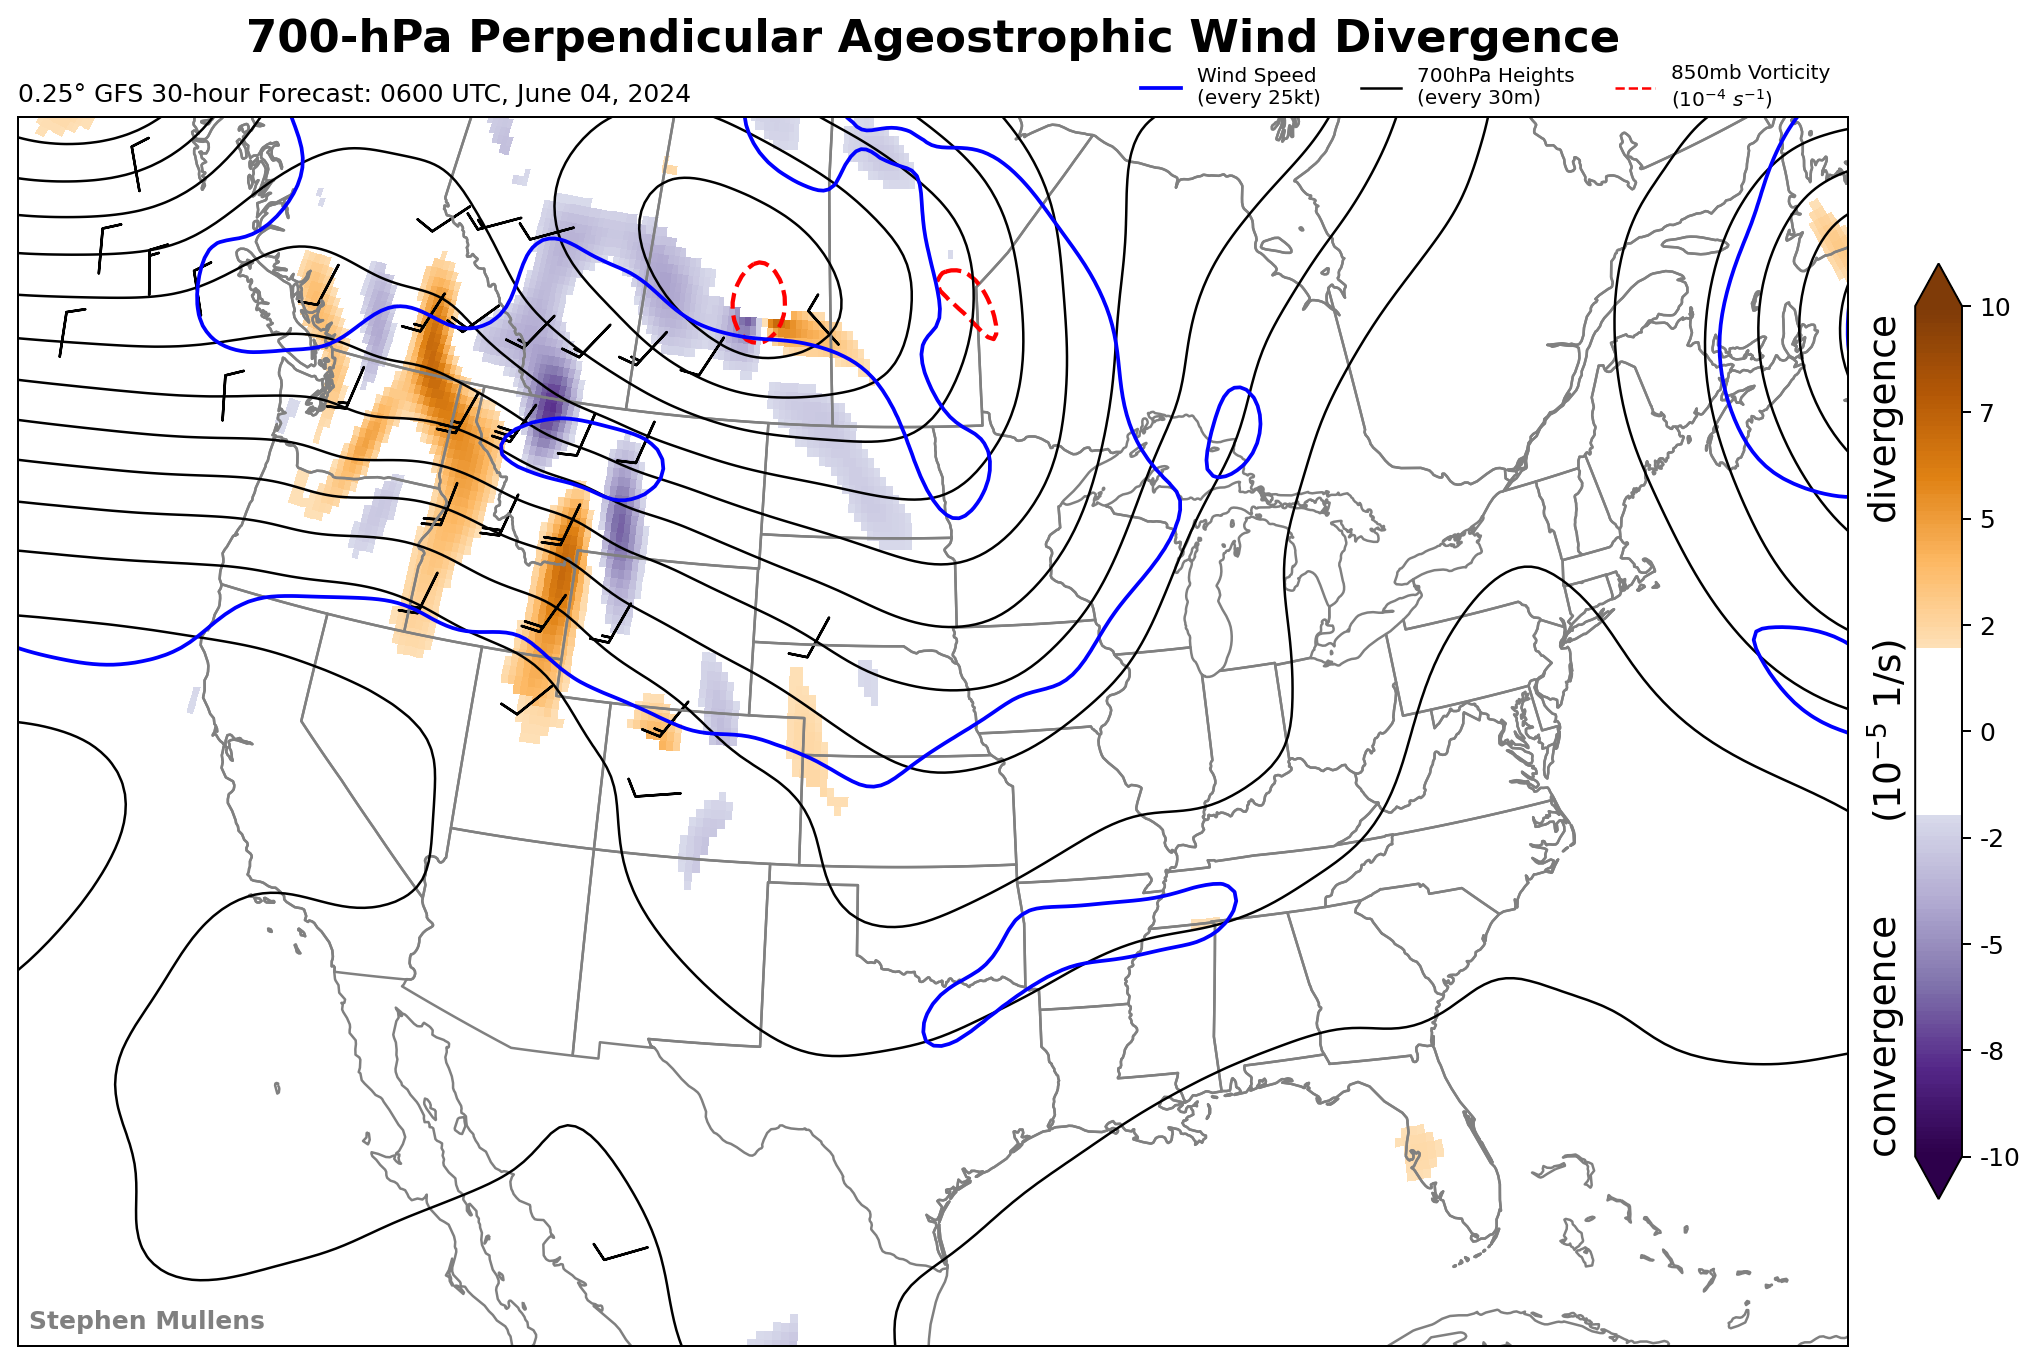 700-hPa Perpendicular Ageostrophic Wind Divergence
0.25° GFS 30-hour Forecast: 0600 UTC, June 04, 2024
Wind Speed
(every 25kt)
700hPa Heights
(every 30m)
850mb Vorticity
(10⁻⁴ s⁻¹)
10
7
5
2
0
-2
-5
-8
-10
convergence (10⁻⁵ 1/s) divergence
Stephen Mullens